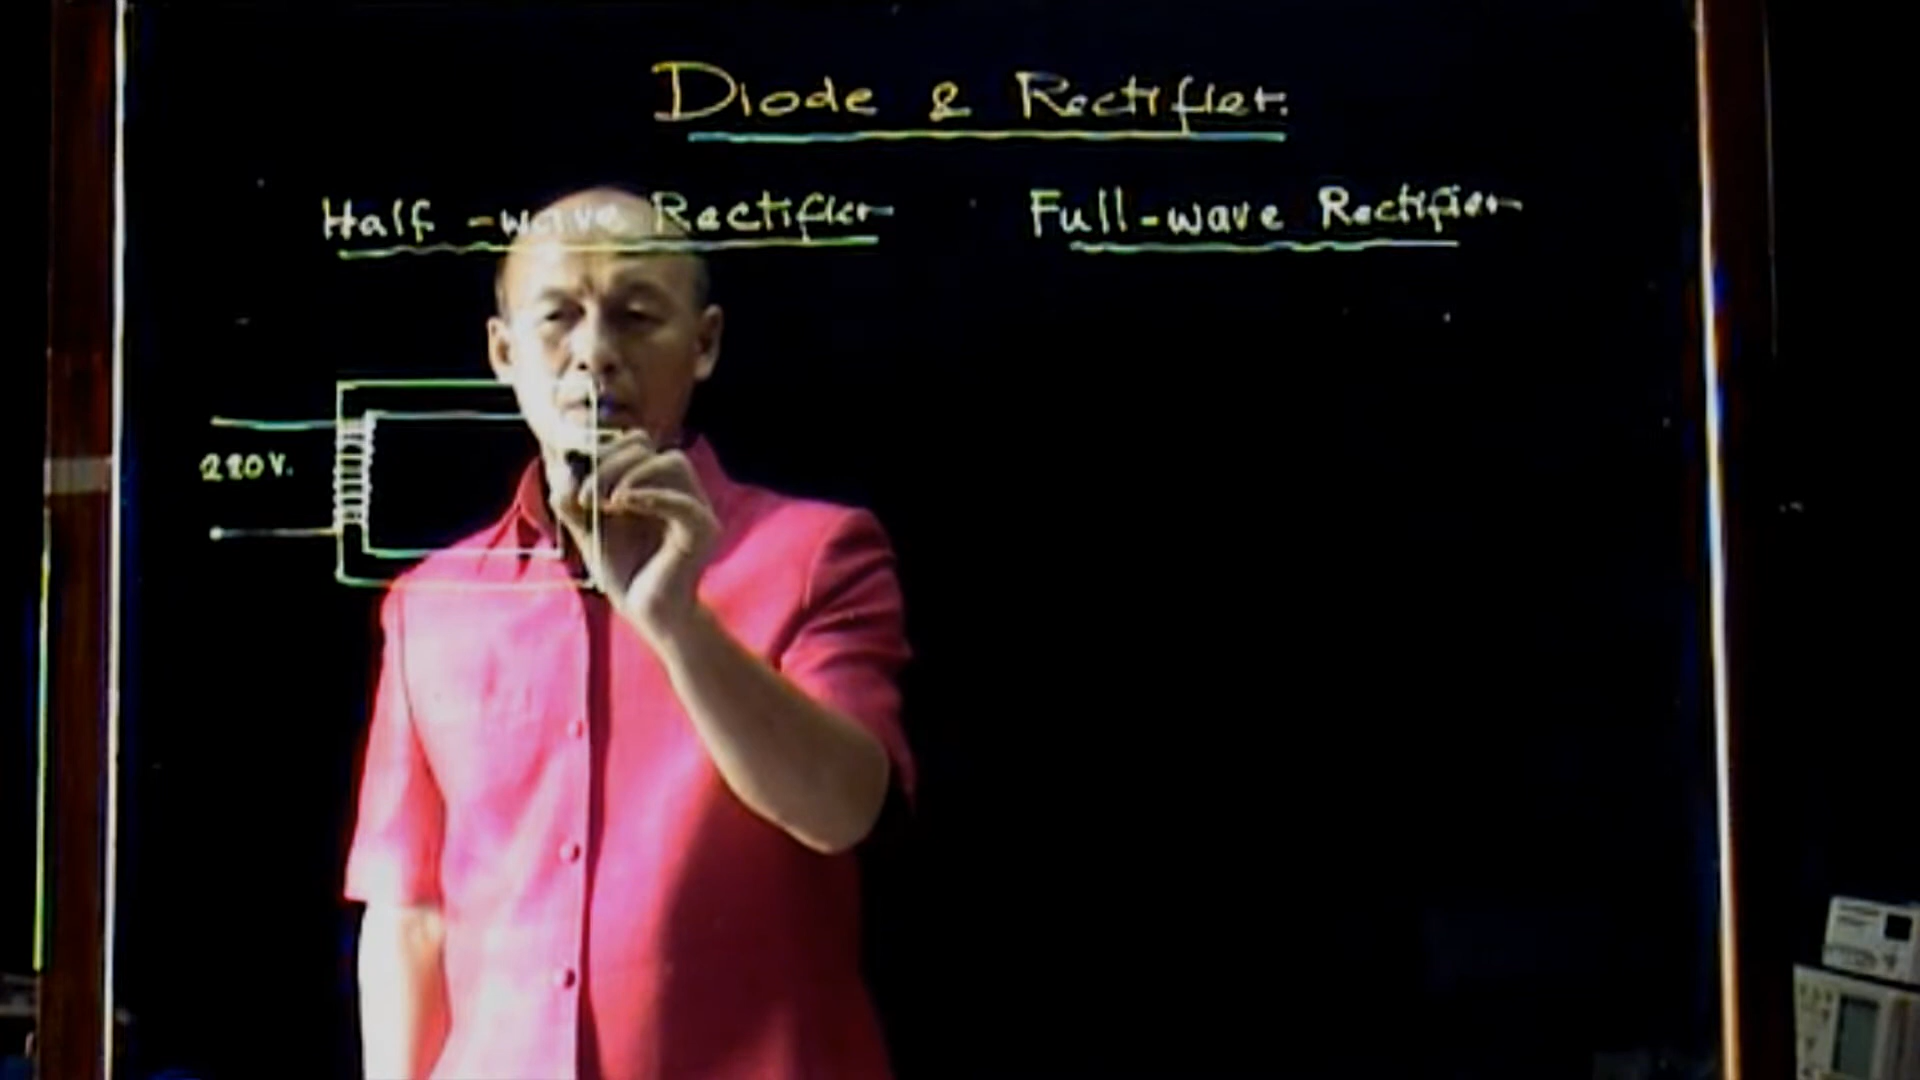 Diode & Rectifier.
Half-wave Rectifier
Full-wave Rectifier
220V.